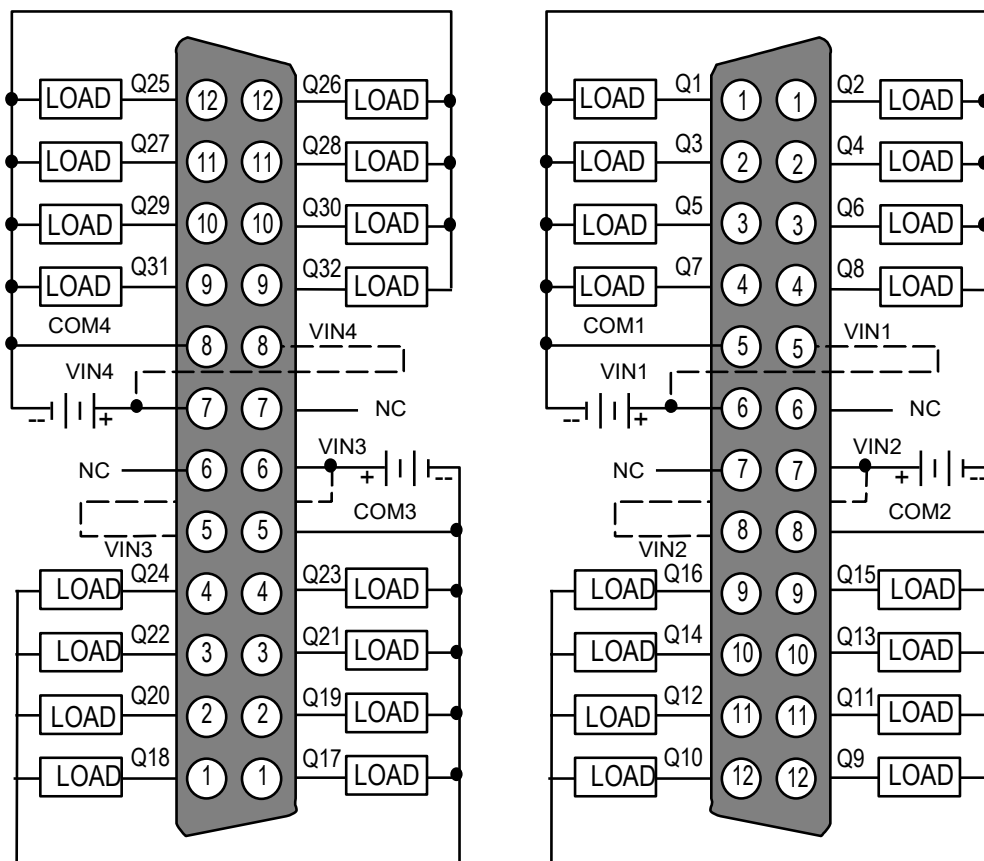 Q25 12 12 Q26
LOAD LOAD
Q27 11 11 Q28
LOAD LOAD
Q29 10 10 Q30
LOAD LOAD
Q31 9 9 Q32
LOAD LOAD
COM4 8 8 VIN4
VIN4
-- + 7 7 NC
VIN3
NC 6 6 + --
COM3
5 5
VIN3
Q24 4 4 Q23
LOAD LOAD
Q22 3 3 Q21
LOAD LOAD
Q20 2 2 Q19
LOAD LOAD
Q18 1 1 Q17
LOAD LOAD
Q1 1 1 Q2
LOAD LOAD
Q3 2 2 Q4
LOAD LOAD
Q5 3 3 Q6
LOAD LOAD
Q7 4 4 Q8
LOAD LOAD
COM1 5 5 VIN1
VIN1
-- + 6 6 NC
VIN2
NC 7 7 + --
COM2
8 8
VIN2
Q16 9 9 Q15
LOAD LOAD
Q14 10 10 Q13
LOAD LOAD
Q12 11 11 Q11
LOAD LOAD
Q10 12 12 Q9
LOAD LOAD